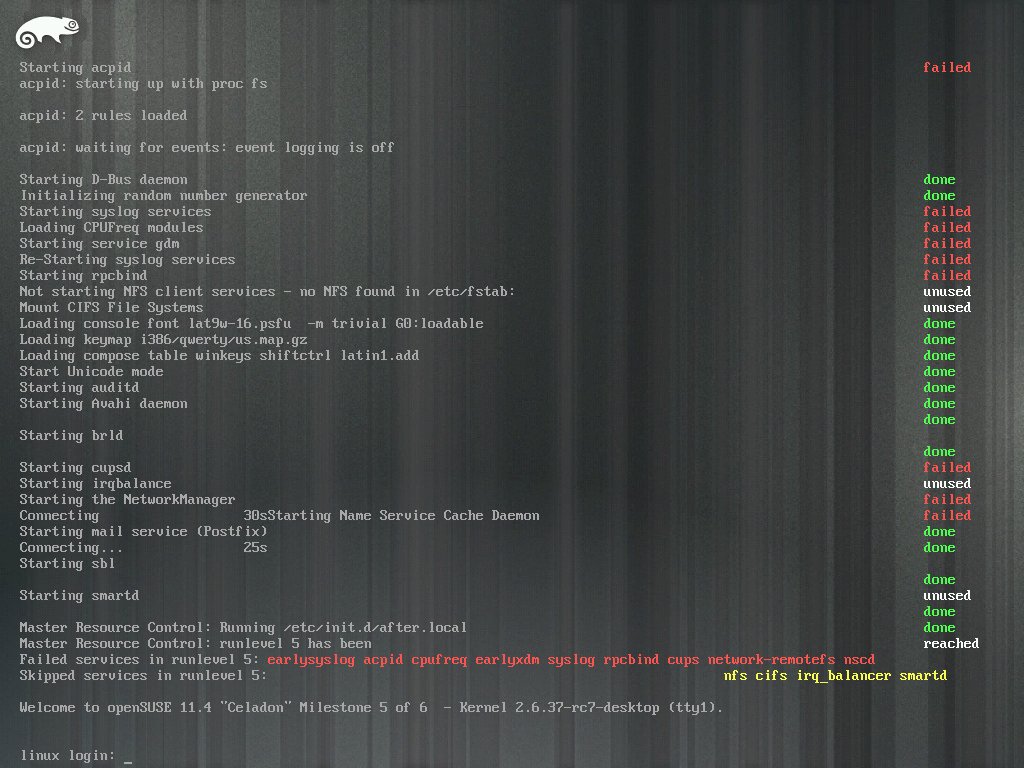 Starting acpid failed
acpid: starting up with proc fs
acpid: 2 rules loaded
acpid: waiting for events: event logging is off
Starting D-Bus daemon done
Initializing random number generator done
Starting syslog services failed
Loading CPUFreq modules failed
Starting service gdm failed
Re-Starting syslog services failed
Starting rpcbind failed
Not starting NFS client services - no NFS found in /etc/fstab: unused
Mount CIFS File Systems unused
Loading console font lat9w-16.psfu  -m trivial G0:loadable done
Loading keymap i386/qwerty/us.map.gz done
Loading compose table winkeys shiftctrl latin1.add done
Start Unicode mode done
Starting auditd done
Starting Avahi daemon done
done
Starting brld
done
Starting cupsd failed
Starting irqbalance unused
Starting the NetworkManager failed
Connecting 30sStarting Name Service Cache Daemon failed
Starting mail service (Postfix) done
Connecting... 25s done
Starting sbl
done
Starting smartd unused
done
Master Resource Control: Running /etc/init.d/after.local done
Master Resource Control: runlevel 5 has been reached
Failed services in runlevel 5: earlysyslog acpid cpufreq earlyxdm syslog rpcbind cups network-remotefs nscd
Skipped services in runlevel 5: nfs cifs irq_balancer smartd
Welcome to openSUSE 11.4 "Celadon" Milestone 5 of 6  - Kernel 2.6.37-rc7-desktop (tty1).
linux login: _